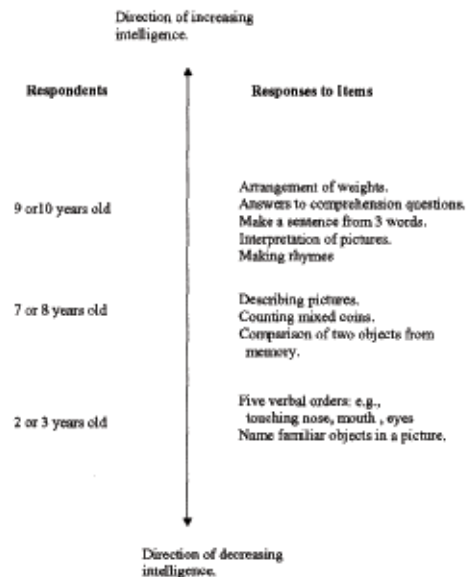 Direction of increasing
intelligence.
Respondents
Responses to Items
9 or10 years old
Arrangement of weights.
Answers to comprehension questions.
Make a sentence from 3 words.
Interpretation of pictures.
Making rhymes
7 or 8 years old
Describing pictures.
Counting mixed coins.
Comparison of two objects from
memory.
2 or 3 years old
Five verbal orders: e.g.,
touching nose, mouth , eyes
Name familiar objects in a picture.
Direction of decreasing
intelligence.